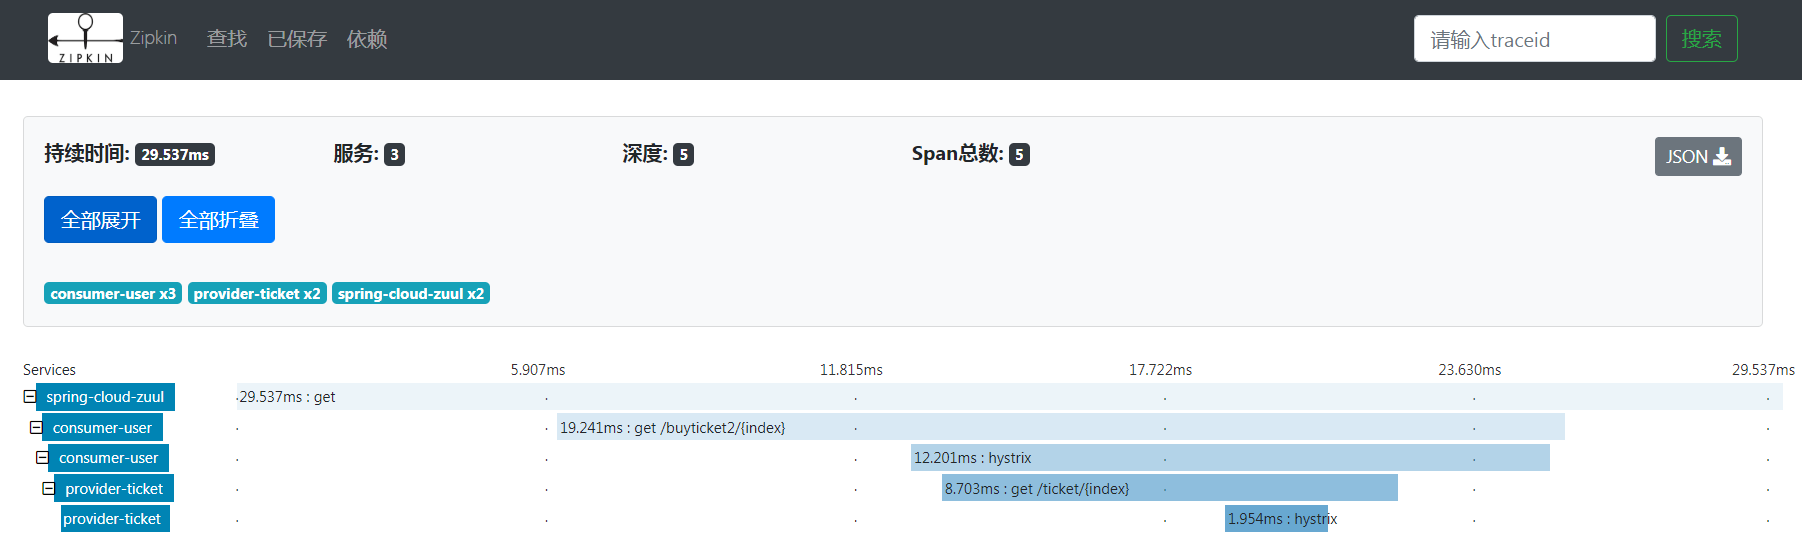 ZIPKIN Zipkin 查找 已保存 依赖 请输入traceid 搜索
持续时间: 29.537ms 服务: 3 深度: 5 Span总数: 5 JSON
全部展开 全部折叠
consumer-user x3 provider-ticket x2 spring-cloud-zuul x2
Services 5.907ms 11.815ms 17.722ms 23.630ms 29.537ms
spring-cloud-zuul 29.537ms : get
consumer-user 19.241ms : get /buyticket2/{index}
consumer-user 12.201ms : hystrix
provider-ticket 8.703ms : get /ticket/{index}
provider-ticket 1.954ms : hystrix